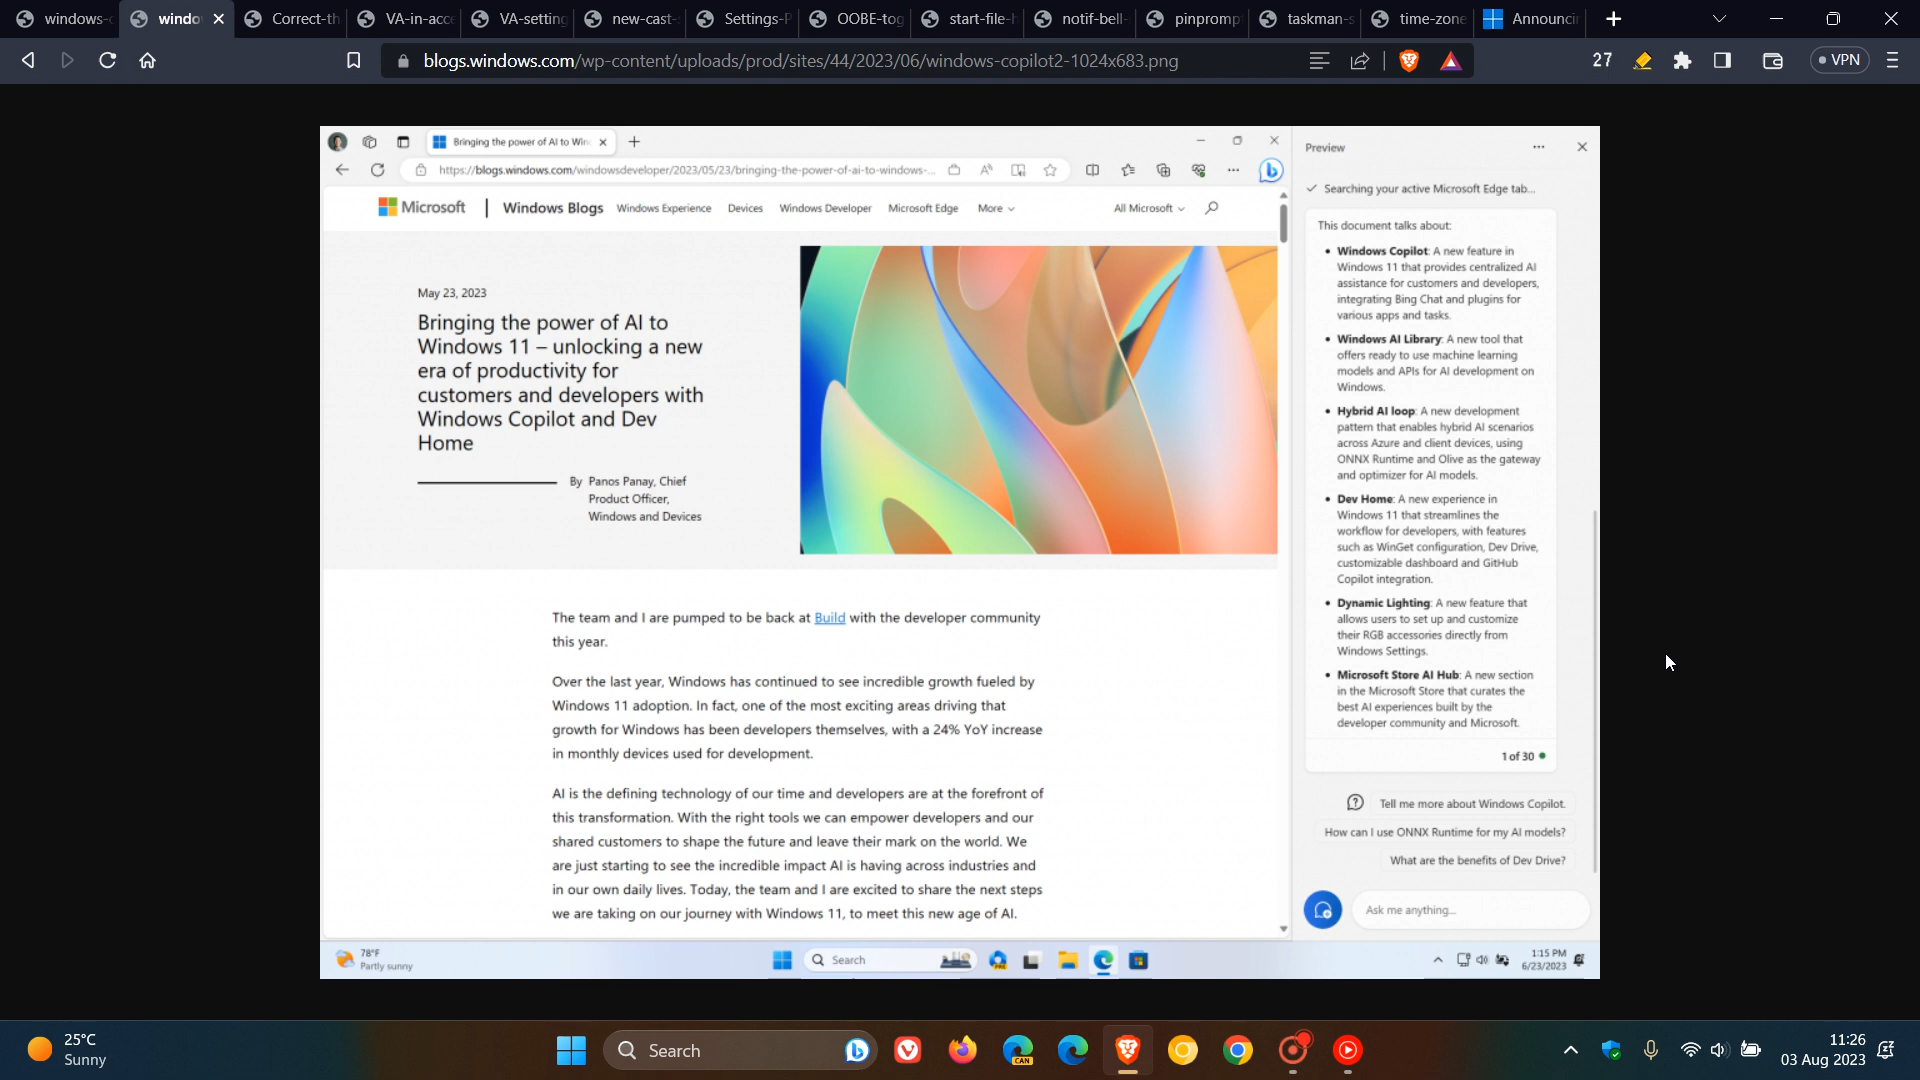 windows-c
windo
Correct-th
VA-in-acce
VA-setting
new-cast-
Settings-P
OOBE-tog
start-file-h
notif-bell-
pinpromp
taskman-s
time-zone
Announcin
blogs.windows.com/wp-content/uploads/prod/sites/44/2023/06/windows-copilot2-1024x683.png
27
VPN
Bringing the power of AI to Win
https://blogs.windows.com/windowsdeveloper/2023/05/23/bringing-the-power-of-ai-to-windows-...
Microsoft | Windows Blogs Windows Experience Devices Windows Developer Microsoft Edge More All Microsoft
May 23, 2023
Bringing the power of AI to
Windows 11 – unlocking a new
era of productivity for
customers and developers with
Windows Copilot and Dev
Home
By Panos Panay, Chief
Product Officer,
Windows and Devices
The team and I are pumped to be back at Build with the developer community
this year.
Over the last year, Windows has continued to see incredible growth fueled by
Windows 11 adoption. In fact, one of the most exciting areas driving that
growth for Windows has been developers themselves, with a 24% YoY increase
in monthly devices used for development.
AI is the defining technology of our time and developers are at the forefront of
this transformation. With the right tools we can empower developers and our
shared customers to shape the future and leave their mark on the world. We
are just starting to see the incredible impact AI is having across industries and
in our own daily lives. Today, the team and I are excited to share the next steps
we are taking on our journey with Windows 11, to meet this new age of AI.
Preview
Searching your active Microsoft Edge tab...
This document talks about:
• Windows Copilot: A new feature in
Windows 11 that provides centralized AI
assistance for customers and developers,
integrating Bing Chat and plugins for
various apps and tasks.
• Windows AI Library: A new tool that
offers ready to use machine learning
models and APIs for AI development on
Windows.
• Hybrid AI loop: A new development
pattern that enables hybrid AI scenarios
across Azure and client devices, using
ONNX Runtime and Olive as the gateway
and optimizer for AI models.
• Dev Home: A new experience in
Windows 11 that streamlines the
workflow for developers, with features
such as WinGet configuration, Dev Drive,
customizable dashboard and GitHub
Copilot integration.
• Dynamic Lighting: A new feature that
allows users to set up and customize
their RGB accessories directly from
Windows Settings.
• Microsoft Store AI Hub: A new section
in the Microsoft Store that curates the
best AI experiences built by the
developer community and Microsoft.
1 of 30
Tell me more about Windows Copilot.
How can I use ONNX Runtime for my AI models?
What are the benefits of Dev Drive?
Ask me anything...
78°F
Partly sunny
Search
PRE
1:15 PM
6/23/2023
25°C
Sunny
Search
CAN
11:26
03 Aug 2023